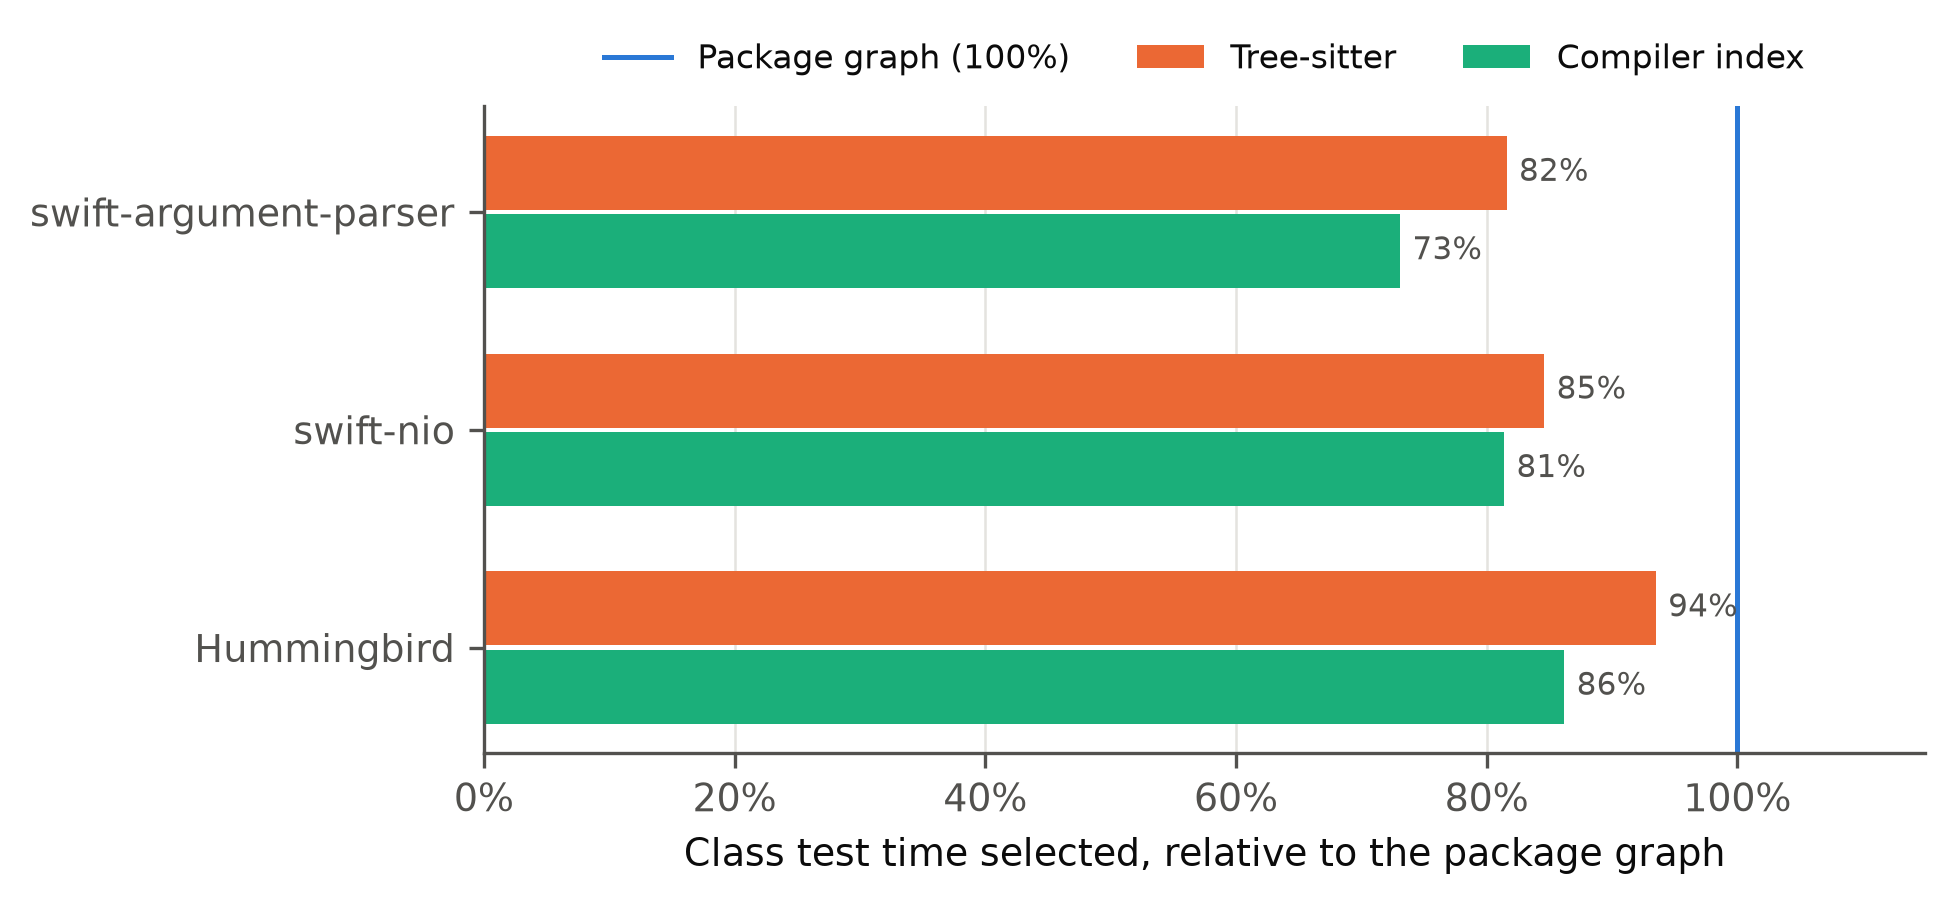 Package graph (100%) Tree-sitter Compiler index
swift-argument-parser
82%
73%
swift-nio
85%
81%
Hummingbird
94%
86%
0% 20% 40% 60% 80% 100%
Class test time selected, relative to the package graph